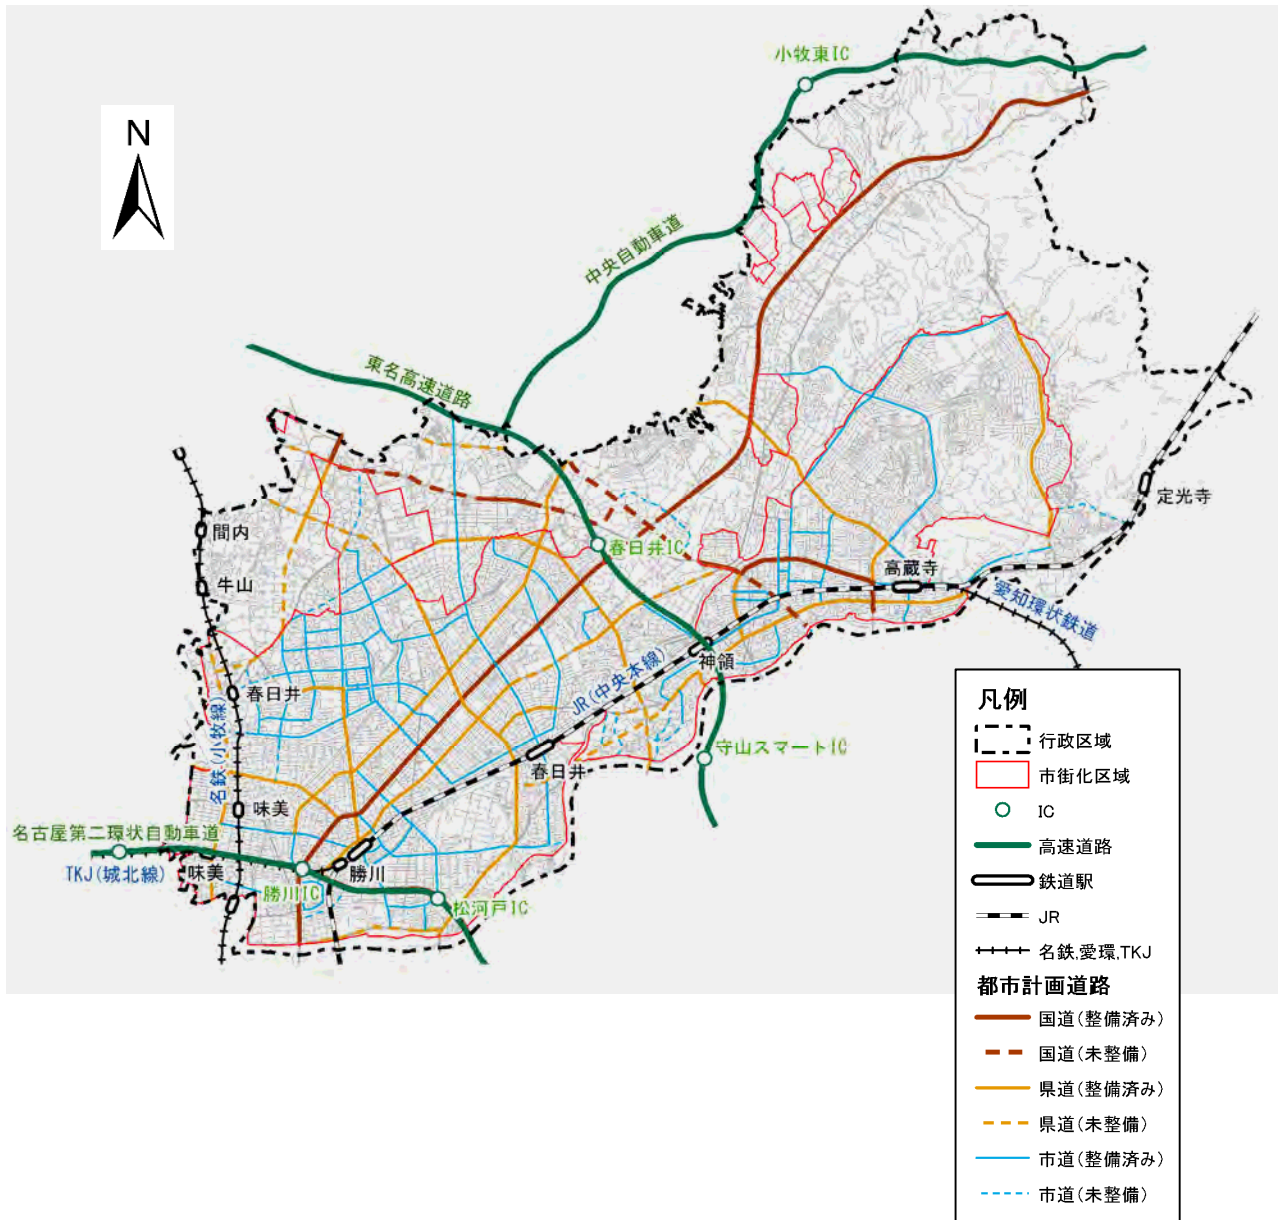 小牧東IC
N
中央自動車道
東名高速道路
定光寺
間内
春日井IC
牛山
高蔵寺
愛知環状鉄道
神領
JR(中央本線)
春日井
名鉄(小牧線)
守山スマートIC
春日井
味美
名古屋第二環状自動車道
TKJ(城北線)
味美
勝川
勝川IC
松河戸IC
凡例
行政区域
市街化区域
IC
高速道路
鉄道駅
JR
名鉄,愛環,TKJ
都市計画道路
国道(整備済み)
国道(未整備)
県道(整備済み)
県道(未整備)
市道(整備済み)
市道(未整備)